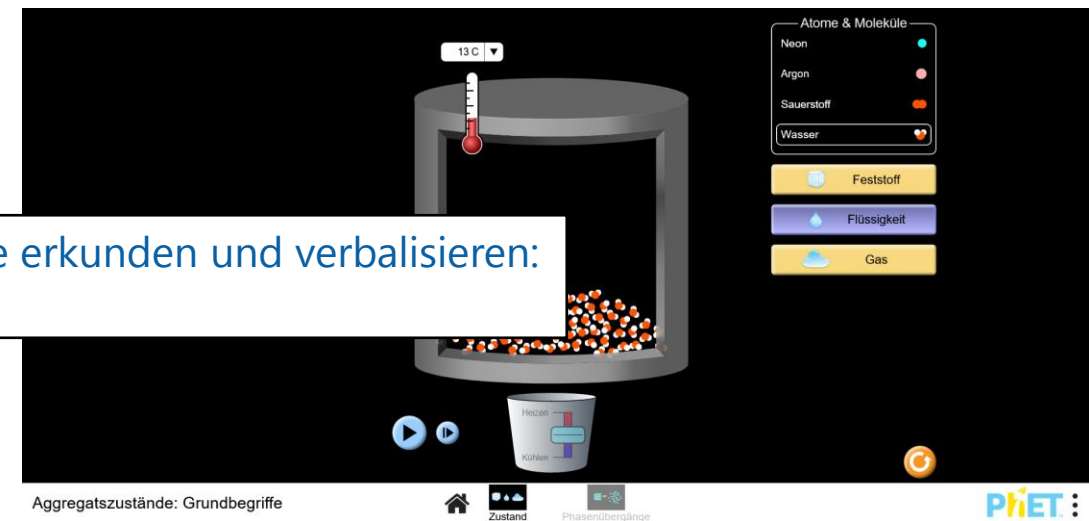 Atome & Moleküle
Neon
13 C
Argon
Sauerstoff
Wasser
Feststoff
Flüssigkeit
Gas
e erkunden und verbalisieren:
Heizen
Kühlen
Aggregatszustände: Grundbegriffe
Zustand
Phasenübergänge
PhET